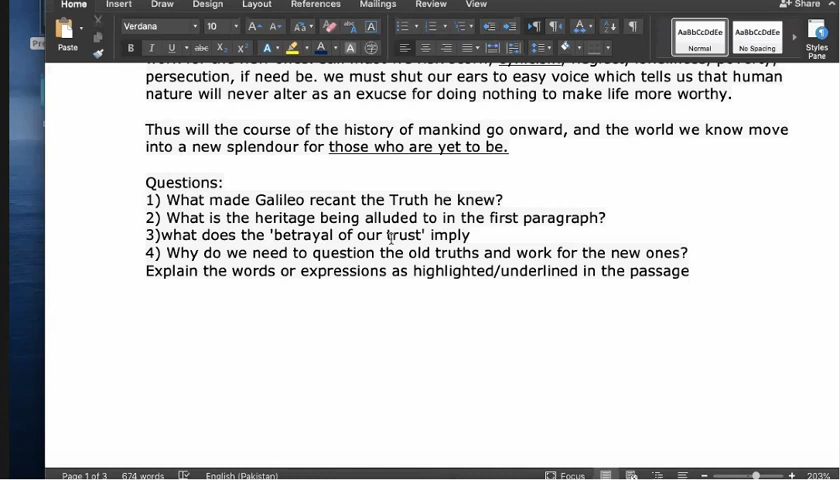 Home Insert Draw Design Layout References Mailings Review View Share
Verdana 10
Paste
AaBbCcDdEe AaBbCcDdEe
Normal No Spacing Styles Pane
persecution, if need be. we must shut our ears to easy voice which tells us that human
nature will never alter as an exucse for doing nothing to make life more worthy.
Thus will the course of the history of mankind go onward, and the world we know move
into a new splendour for those who are yet to be.
Questions:
1) What made Galileo recant the Truth he knew?
2) What is the heritage being alluded to in the first paragraph?
3)what does the 'betrayal of our trust' imply
4) Why do we need to question the old truths and work for the new ones?
Explain the words or expressions as highlighted/underlined in the passage
Page 1 of 3 674 words English (Pakistan) Focus 203%